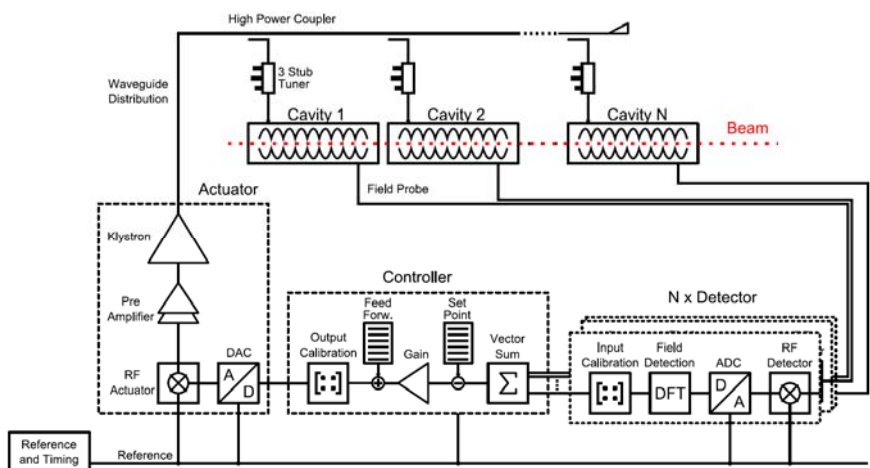 High Power Coupler
3 Stub
Tuner
Waveguide
Distribution
Cavity 1
Cavity 2
Cavity N
Beam
Actuator
Field Probe
Klystron
Controller
N x Detector
Pre
Amplifier
Feed
Forw.
Set
Point
Output
Calibration
Gain
Vector
Sum
Input
Calibration
Field
Detection
ADC
RF
Detector
RF
Actuator
DAC
A
D
Σ
DFT
D
A
Reference
and Timing
Reference